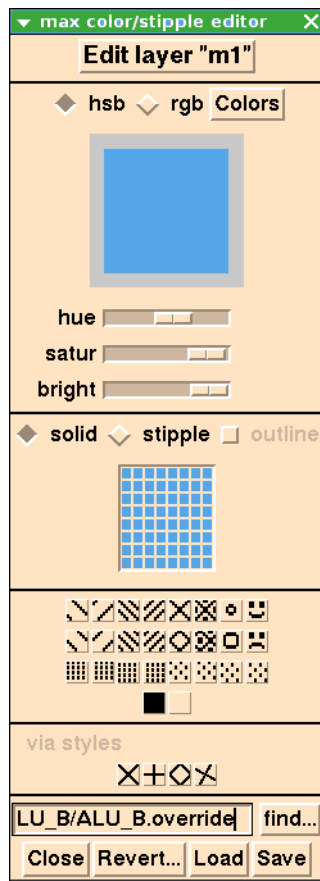 max color/stipple editor
Edit layer "m1"
hsb rgb Colors
hue
satur
bright
solid stipple outline
via styles
LU_B/ALU_B.override find...
Close Revert... Load Save